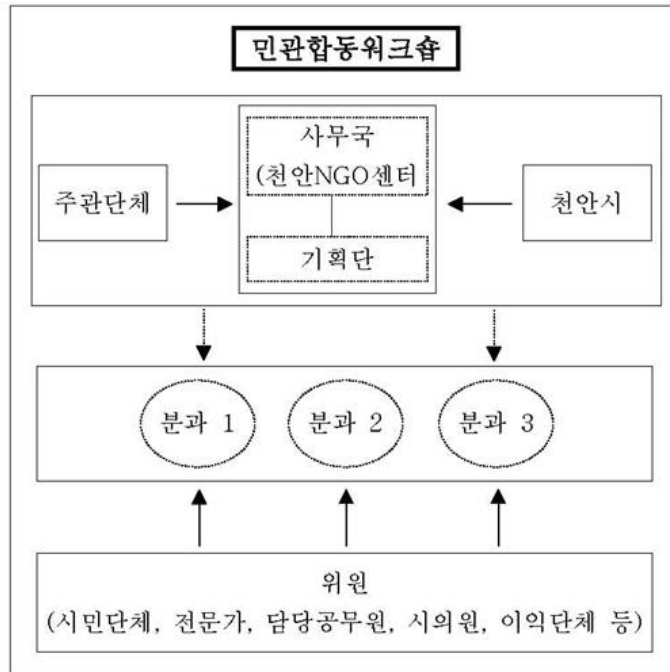 민관합동워크숍
사무국
(천안NGO센터
주관단체
천안시
기획단
분과 1
분과 2
분과 3
위원
(시민단체, 전문가, 담당공무원, 시의원, 이익단체 등)